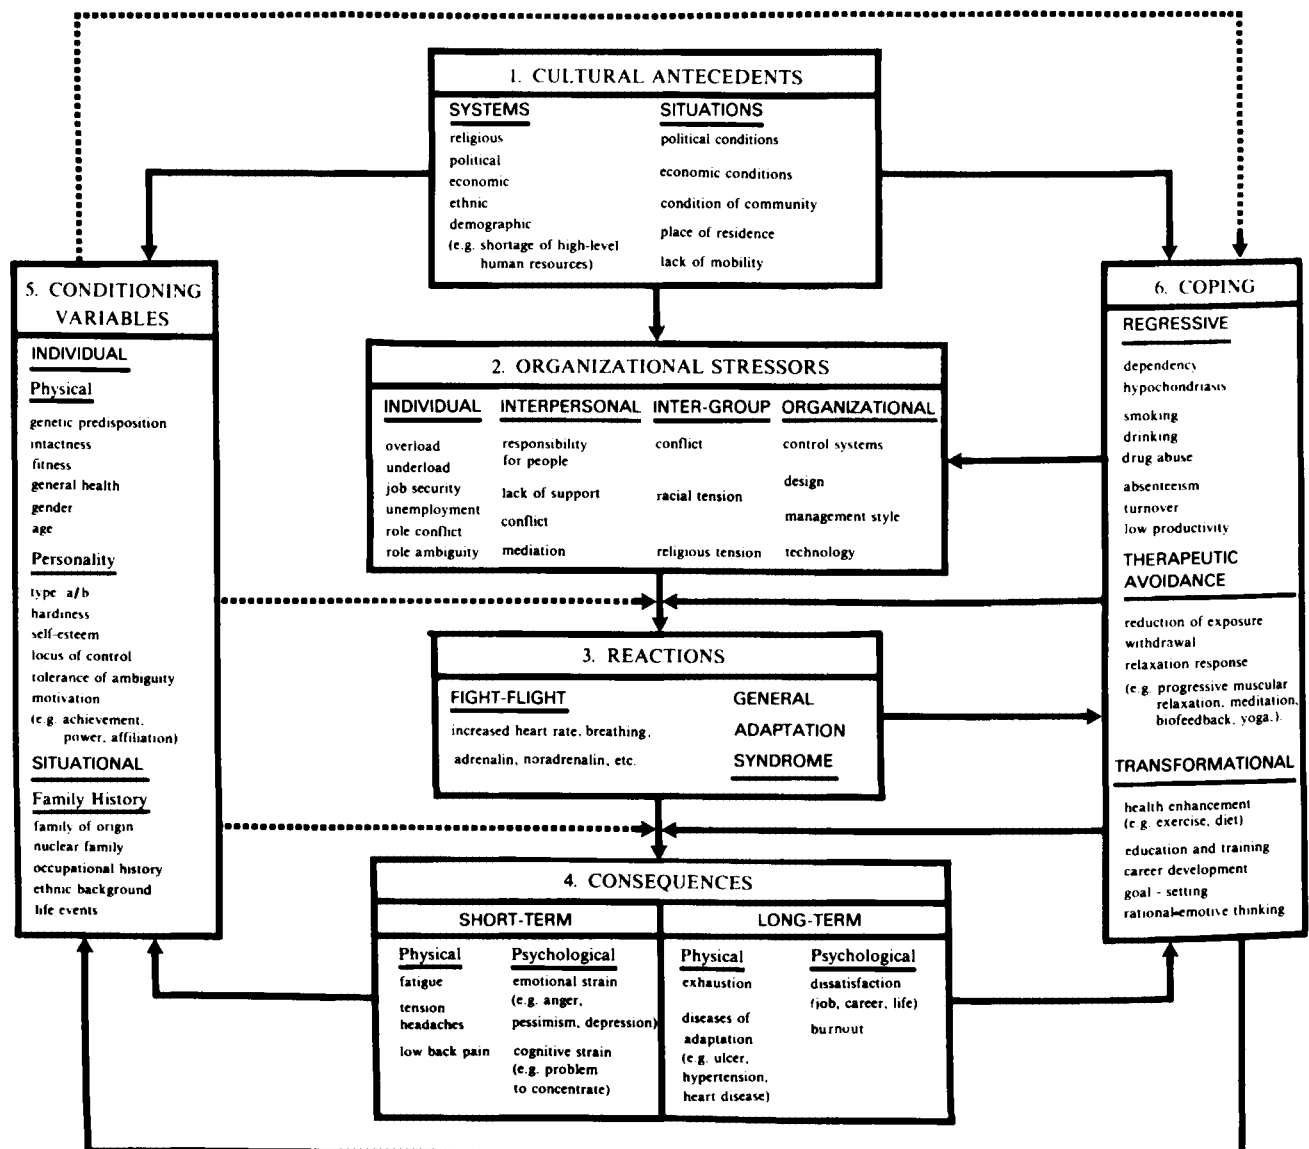 1. CULTURAL ANTECEDENTS
SYSTEMS
religious
political
economic
ethnic
demographic
(e.g. shortage of high-level
human resources)
SITUATIONS
political conditions
economic conditions
condition of community
place of residence
lack of mobility
5. CONDITIONING
VARIABLES
INDIVIDUAL
Physical
genetic predisposition
intactness
fitness
general health
gender
age
Personality
type a/b
hardiness
self-esteem
locus of control
tolerance of ambiguity
motivation
(e.g. achievement,
power, affiliation)
SITUATIONAL
Family History
family of origin
nuclear family
occupational history
ethnic background
life events
2. ORGANIZATIONAL STRESSORS
INDIVIDUAL
overload
underload
job security
unemployment
role conflict
role ambiguity
INTERPERSONAL
responsibility
for people
lack of support
conflict
mediation
INTER-GROUP
conflict
racial tension
religious tension
ORGANIZATIONAL
control systems
design
management style
technology
3. REACTIONS
FIGHT-FLIGHT
increased heart rate, breathing,
adrenalin, noradrenalin, etc.
GENERAL
ADAPTATION
SYNDROME
4. CONSEQUENCES
SHORT-TERM
Physical
fatigue
tension
headaches
low back pain
Psychological
emotional strain
(e.g. anger,
pessimism, depression)
cognitive strain
(e.g. problem
to concentrate)
LONG-TERM
Physical
exhaustion
diseases of
adaptation
(e.g. ulcer,
hypertension,
heart disease)
Psychological
dissatisfaction
(job, career, life)
burnout
6. COPING
REGRESSIVE
dependency
hypochondriasis
smoking
drinking
drug abuse
absenteeism
turnover
low productivity
THERAPEUTIC
AVOIDANCE
reduction of exposure
withdrawal
relaxation response
(e.g. progressive muscular
relaxation, meditation,
biofeedback, yoga,).
TRANSFORMATIONAL
health enhancement
(e.g. exercise, diet)
education and training
career development
goal - setting
rational-emotive thinking